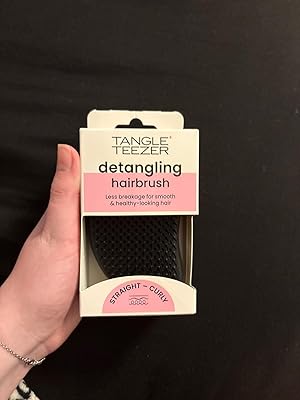 TANGLE
TEEZER
detangling
hairbrush
Less breakage for smooth
& healthy-looking hair
STRAIGHT – CURLY